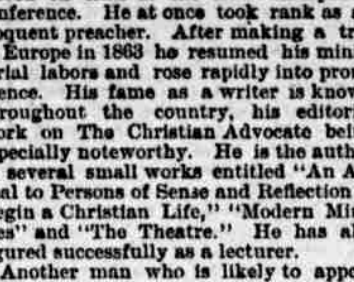 nference. He at once took rank as a
oquent preacher. After making a tr
Europe in 1863 he resumed his min
rial labors and rose rapidly into pro
ence. His fame as a writer is know
roughout the country, his editor
ork on The Christian Advocate bei
pecially noteworthy. He is the auth
several small works entitled "An A
al to Persons of Sense and Reflection
egin a Christian Life," "Modern Mir
es" and "The Theatre." He has al
gured successfully as a lecturer.
Another man who is likely to appe